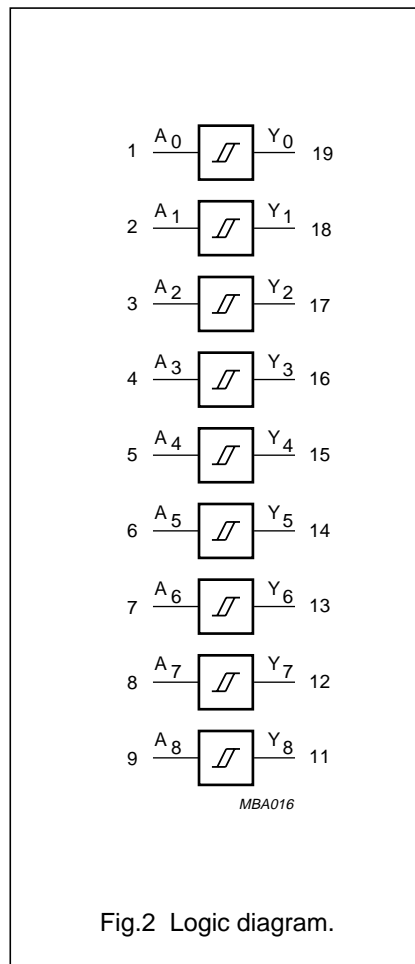 1 A0 Y0 19
2 A1 Y1 18
3 A2 Y2 17
4 A3 Y3 16
5 A4 Y4 15
6 A5 Y5 14
7 A6 Y6 13
8 A7 Y7 12
9 A8 Y8 11
MBA016
Fig.2 Logic diagram.